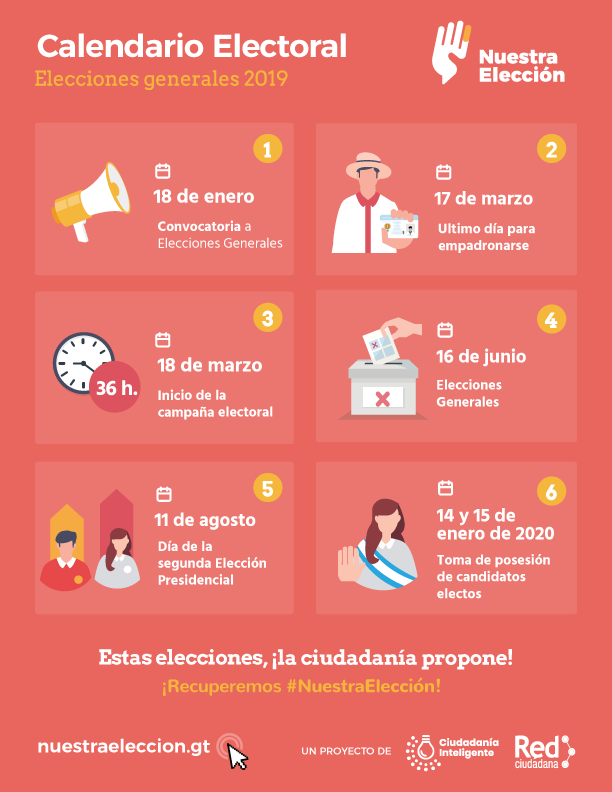 Calendario Electoral
Elecciones generales 2019
Nuestra
Elección
1
18 de enero
Convocatoria a
Elecciones Generales
2
17 de marzo
Ultimo día para
empadronarse
3
36 h.
18 de marzo
Inicio de la
campaña electoral
4
16 de junio
Elecciones
Generales
5
11 de agosto
Día de la
segunda Elección
Presidencial
6
14 y 15 de
enero de 2020
Toma de posesión
de candidatos
electos
Estas elecciones, ¡la ciudadanía propone!
¡Recuperemos #NuestraElección!
nuestraeleccion.gt
UN PROYECTO DE
Ciudadanía
Inteligente
Red
ciudadana